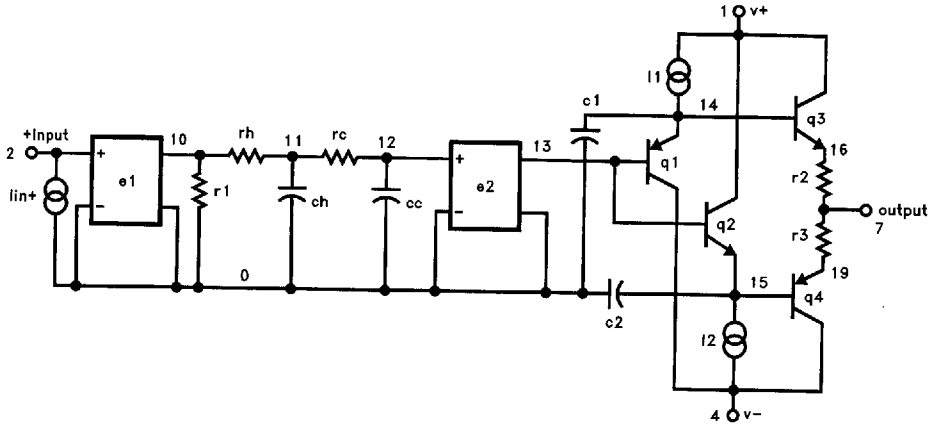 1 v+
I1
c1
14
q3
+Input
10
rh
11
rc
12
13
q1
16
2
+
e1
+
e2
r2
Iin+
r1
ch
cc
q2
output
7
−
−
r3
0
15
19
c2
q4
I2
4 v−